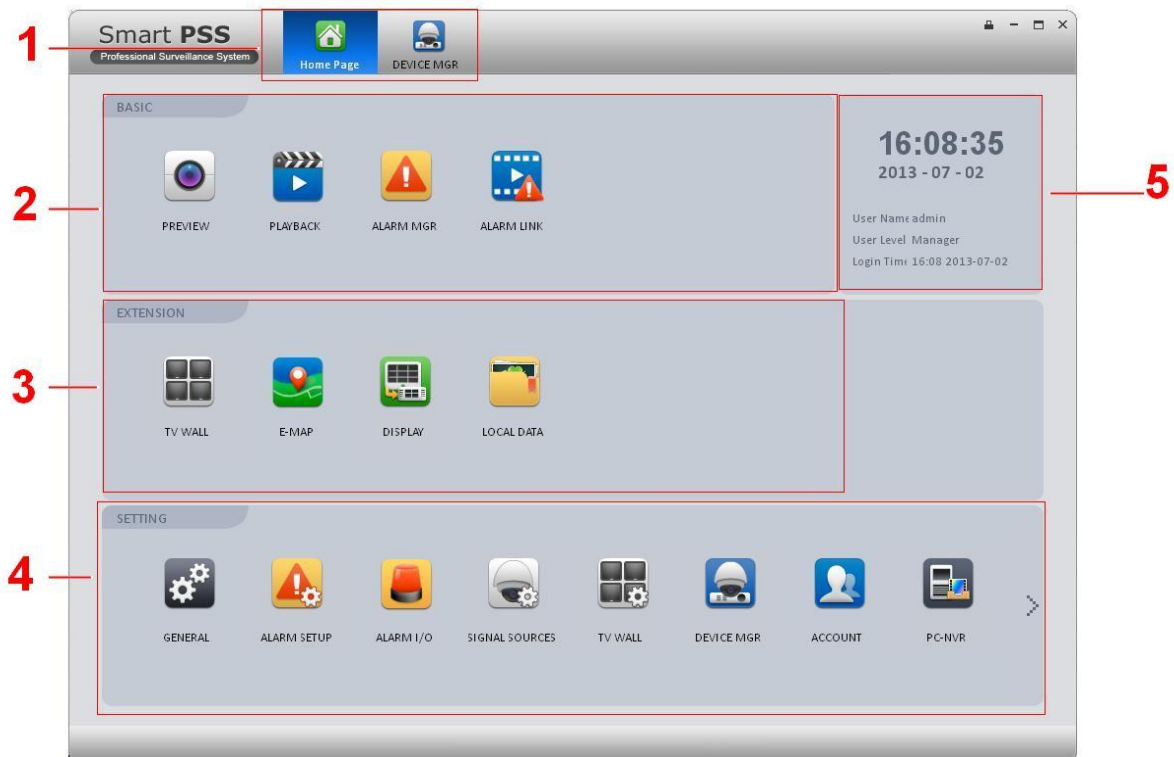 1
Smart PSS
Professional Surveillance System
Home Page
DEVICE MGR
BASIC
PREVIEW
PLAYBACK
ALARM MGR
ALARM LINK
2
16:08:35
2013 - 07 - 02
User Name admin
User Level Manager
Login Time 16:08 2013-07-02
5
EXTENSION
TV WALL
E-MAP
DISPLAY
LOCAL DATA
3
SETTING
GENERAL
ALARM SETUP
ALARM I/O
SIGNAL SOURCES
TV WALL
DEVICE MGR
ACCOUNT
PC-NVR
>
4